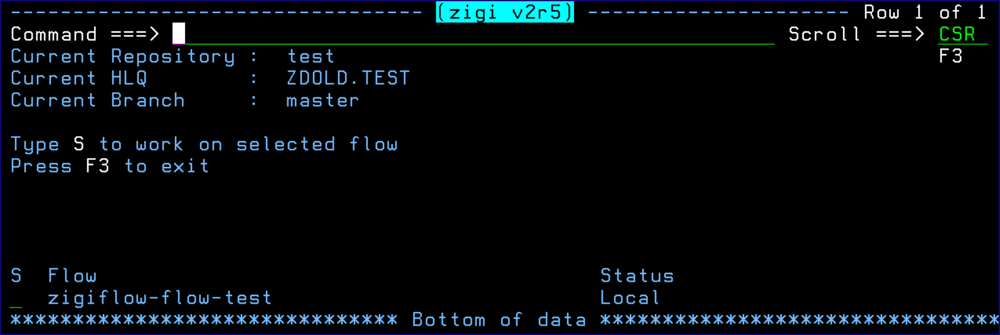 --------------------------------- (zigi v2r5) --------------------- Row 1 of 1
Command ===> Scroll ===> CSR
Current Repository : test F3
Current HLQ : ZDOLD.TEST
Current Branch : master
Type S to work on selected flow
Press F3 to exit
S Flow Status
_ zigiflow-flow-test Local
******************************* Bottom of data ********************************